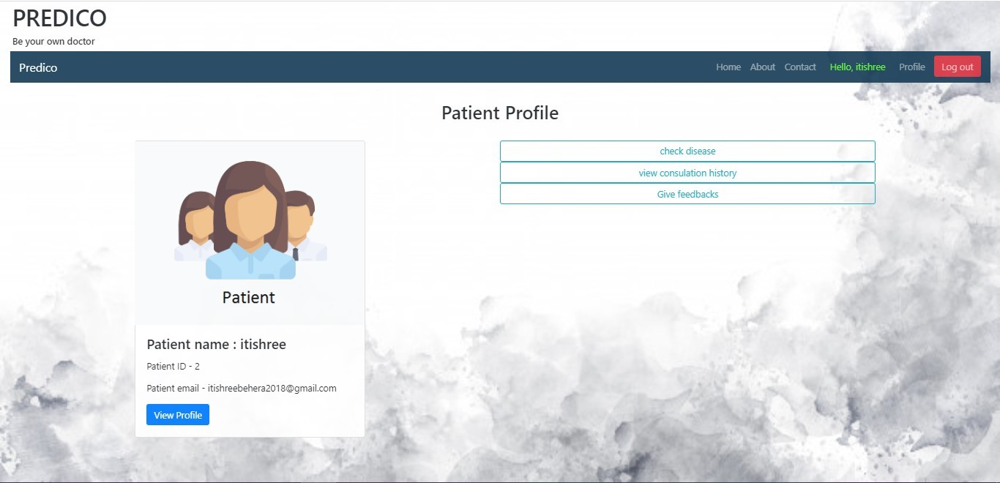 PREDICO
Be your own doctor
Predico
Home About Contact Hello, itishree Profile Log out
Patient Profile
Patient
Patient name : itishree
Patient ID - 2
Patient email - itishreebehera2018@gmail.com
View Profile
check disease
view consulation history
Give feedbacks